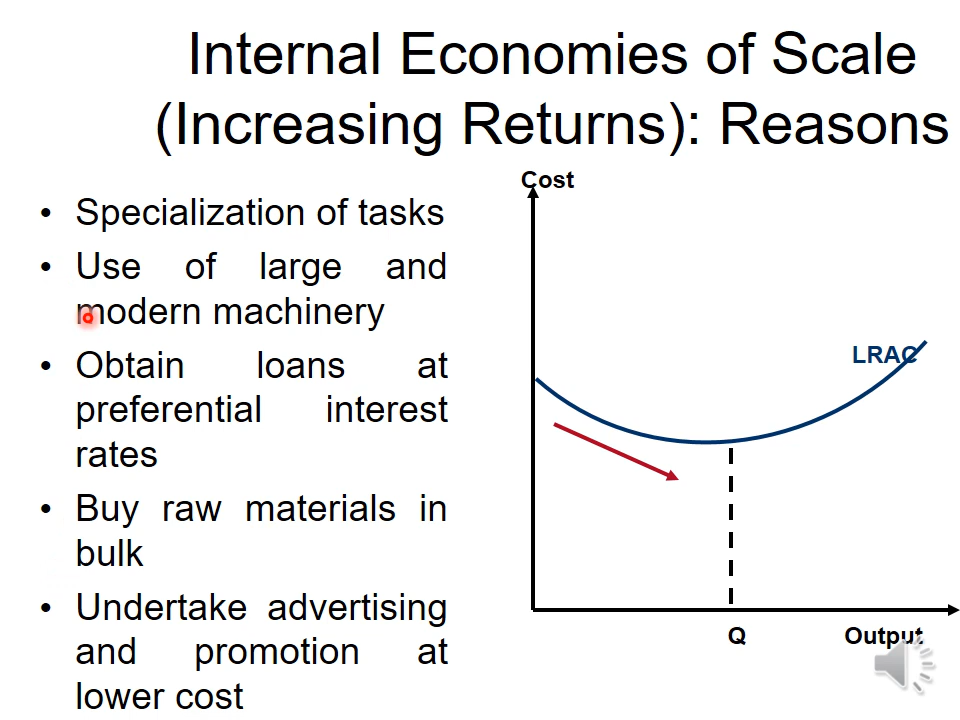 Internal Economies of Scale
(Increasing Returns): Reasons
• Specialization of tasks
• Use of large and
modern machinery
• Obtain loans at
preferential interest
rates
• Buy raw materials in
bulk
• Undertake advertising
and promotion at
lower cost
Cost
LRAC
Q
Output